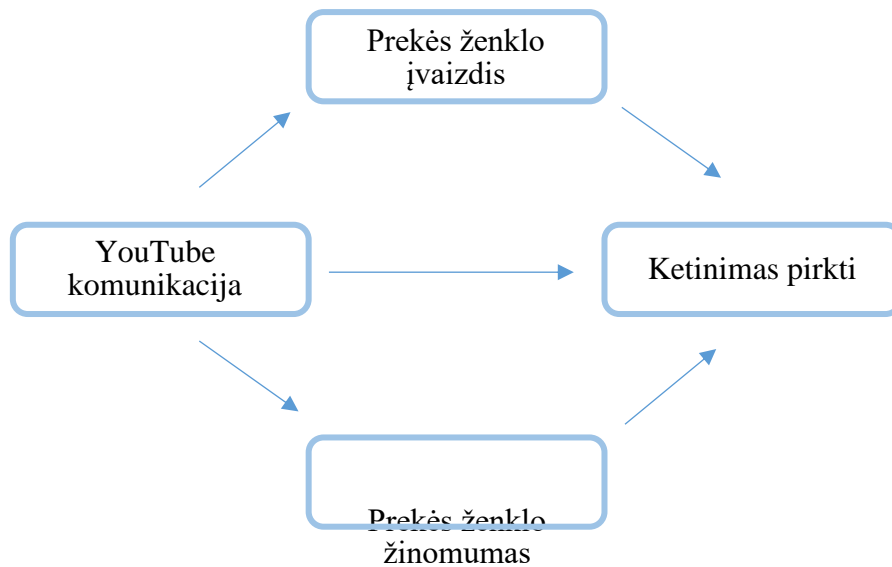 Prekės ženklo
įvaizdis
YouTube
komunikacija
Ketinimas pirkti
Prekės ženklo
žinomumas